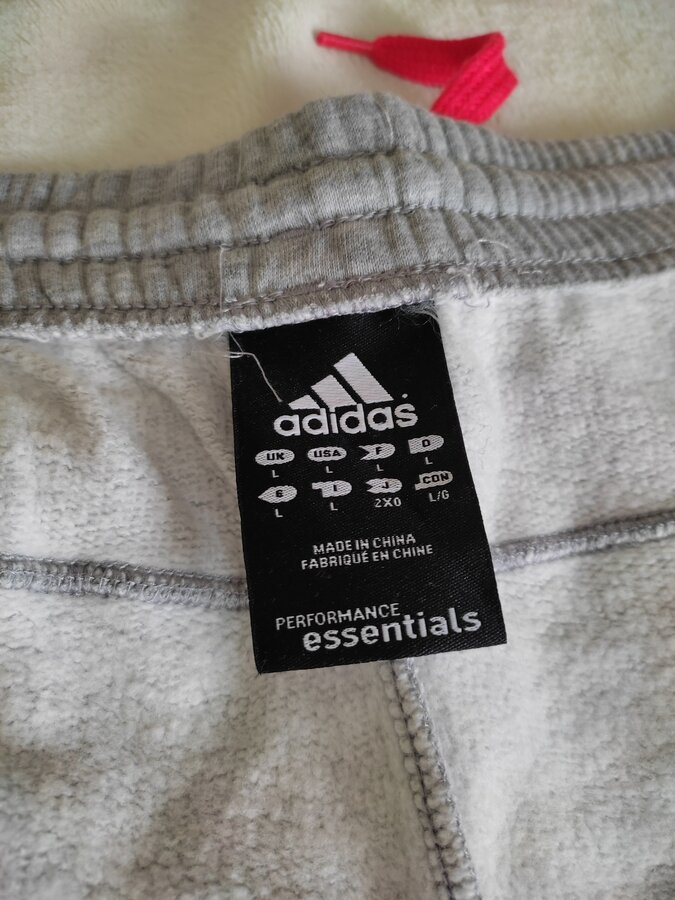 adidas
UK USA F D
L L L L
E I J CON
L L 2XO L/G
MADE IN CHINA
FABRIQUÉ EN CHINE
PERFORMANCE
essentials